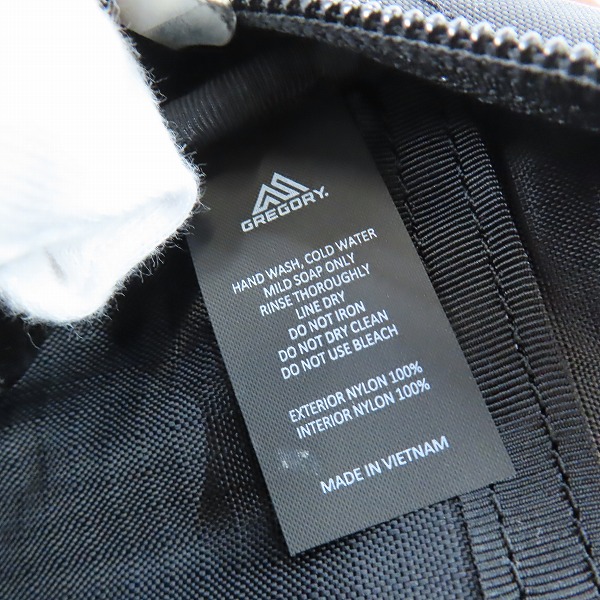 GREGORY.
HAND WASH, COLD WATER
MILD SOAP ONLY
RINSE THOROUGHLY
LINE DRY
DO NOT IRON
DO NOT DRY CLEAN
DO NOT USE BLEACH
EXTERIOR NYLON 100%
INTERIOR NYLON 100%
MADE IN VIETNAM